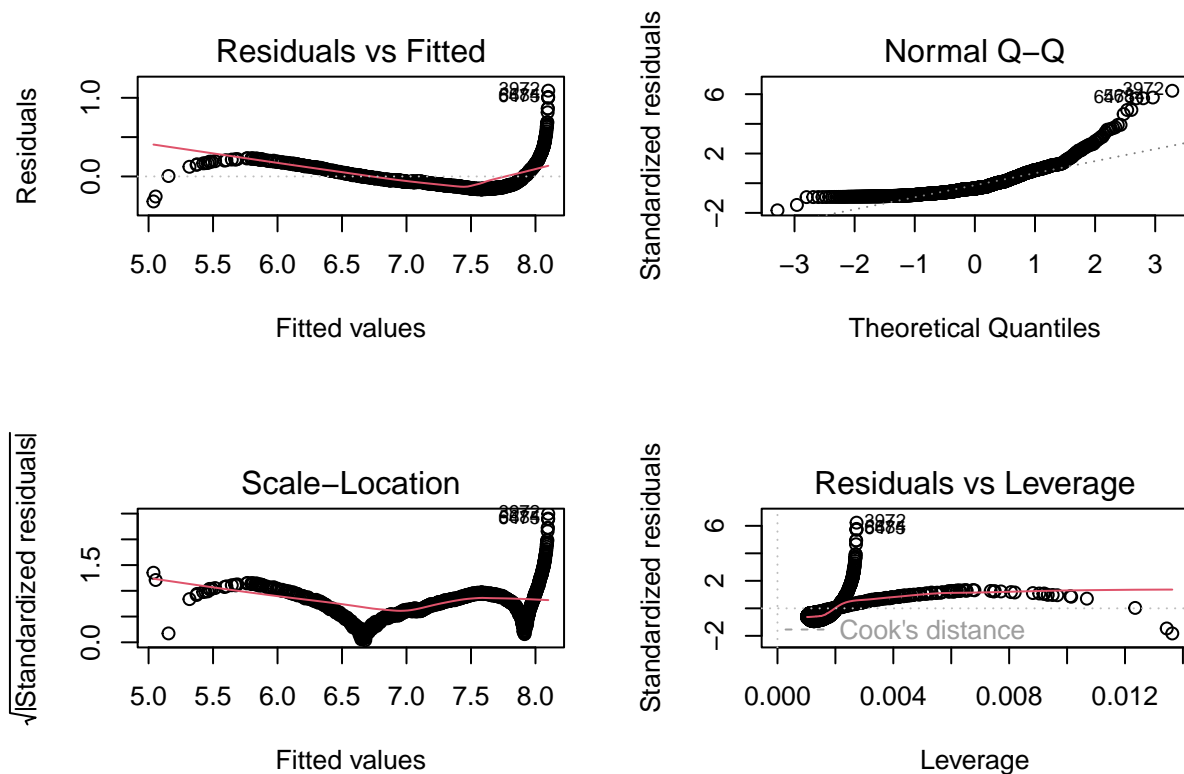 Residuals vs Fitted
Residuals
0.0
1.0
3972
5.0 5.5 6.0 6.5 7.0 7.5 8.0
Fitted values
Normal Q−Q
Standardized residuals
−2
2
6
3972
−3 −2 −1 0 1 2 3
Theoretical Quantiles
Scale−Location
√|Standardized residuals|
0.0
1.5
3972
5.0 5.5 6.0 6.5 7.0 7.5 8.0
Fitted values
Residuals vs Leverage
Standardized residuals
−2
2
6
3972
Cook's distance
0.000 0.004 0.008 0.012
Leverage